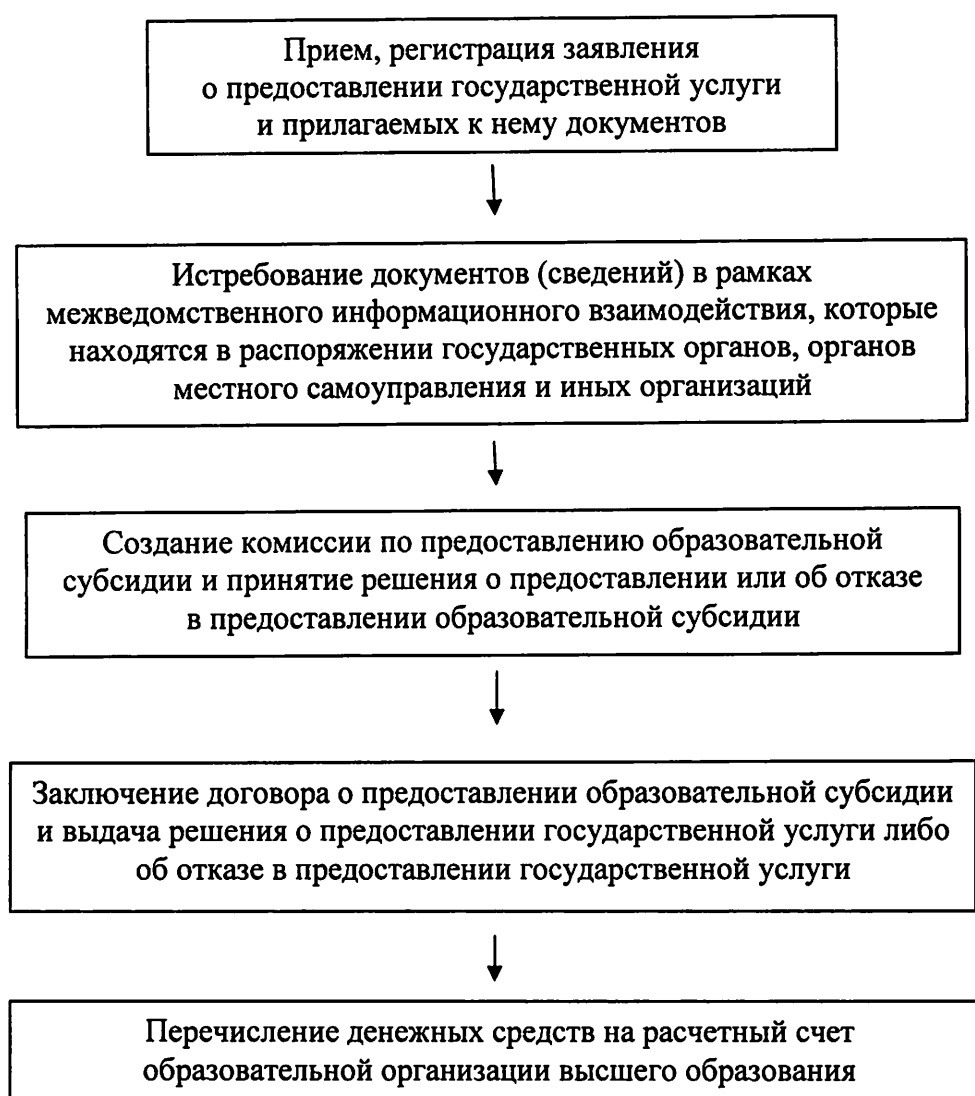 Прием, регистрация заявления
о предоставлении государственной услуги
и прилагаемых к нему документов
Истребование документов (сведений) в рамках
межведомственного информационного взаимодействия, которые
находятся в распоряжении государственных органов, органов
местного самоуправления и иных организаций
Создание комиссии по предоставлению образовательной
субсидии и принятие решения о предоставлении или об отказе
в предоставлении образовательной субсидии
Заключение договора о предоставлении образовательной субсидии
и выдача решения о предоставлении государственной услуги либо
об отказе в предоставлении государственной услуги
Перечисление денежных средств на расчетный счет
образовательной организации высшего образования